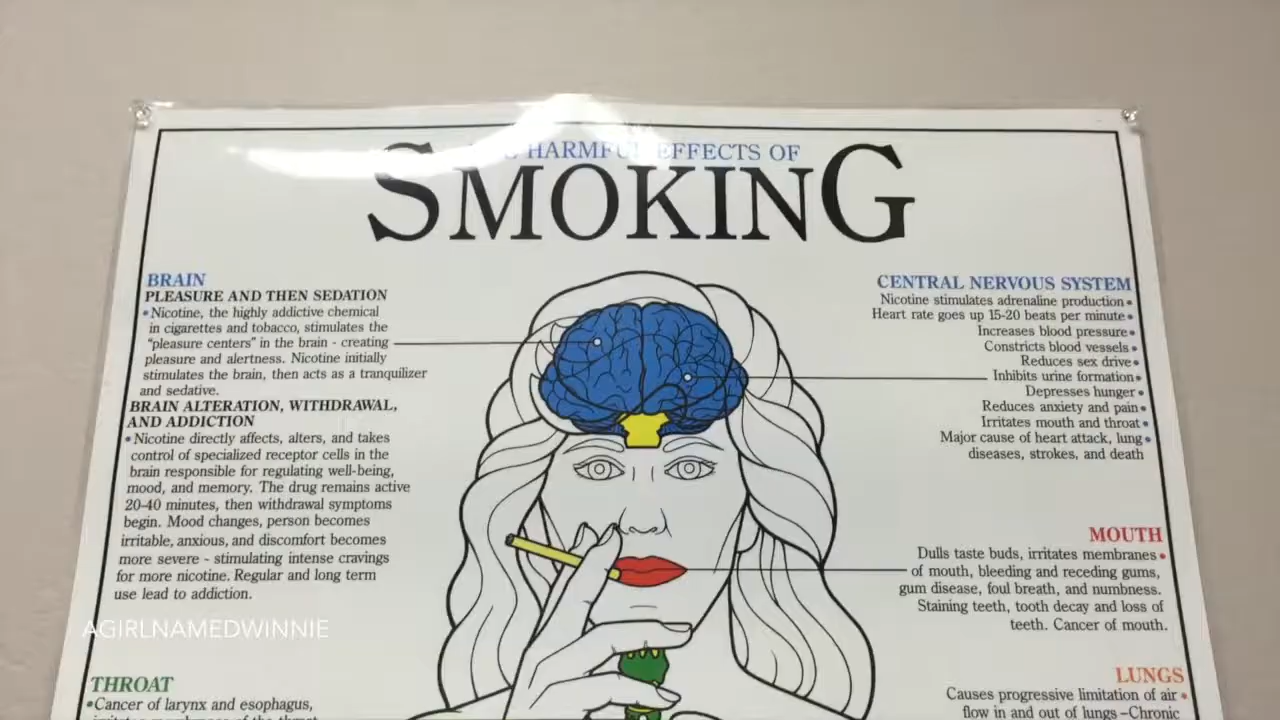 HARMFUL EFFECTS OF
SMOKING
BRAIN
PLEASURE AND THEN SEDATION
•Nicotine, the highly addictive chemical
in cigarettes and tobacco, stimulates the
"pleasure centers" in the brain - creating
pleasure and alertness. Nicotine initially
stimulates the brain, then acts as a tranquilizer
and sedative.
BRAIN ALTERATION, WITHDRAWAL,
AND ADDICTION
•Nicotine directly affects, alters, and takes
control of specialized receptor cells in the
brain responsible for regulating well-being,
mood, and memory. The drug remains active
20-40 minutes, then withdrawal symptoms
begin. Mood changes, person becomes
irritable, anxious, and discomfort becomes
more severe - stimulating intense cravings
for more nicotine. Regular and long term
use lead to addiction.
AGIRLNAMEDWINNIE
THROAT
•Cancer of larynx and esophagus,
irritates membranes of the throat
CENTRAL NERVOUS SYSTEM
Nicotine stimulates adrenaline production•
Heart rate goes up 15-20 beats per minute•
Increases blood pressure•
Constricts blood vessels•
Reduces sex drive•
Inhibits urine formation•
Depresses hunger•
Reduces anxiety and pain•
Irritates mouth and throat•
Major cause of heart attack, lung•
diseases, strokes, and death
MOUTH
Dulls taste buds, irritates membranes•
of mouth, bleeding and receding gums,
gum disease, foul breath, and numbness.
Staining teeth, tooth decay and loss of
teeth. Cancer of mouth.
LUNGS
Causes progressive limitation of air•
flow in and out of lungs–Chronic